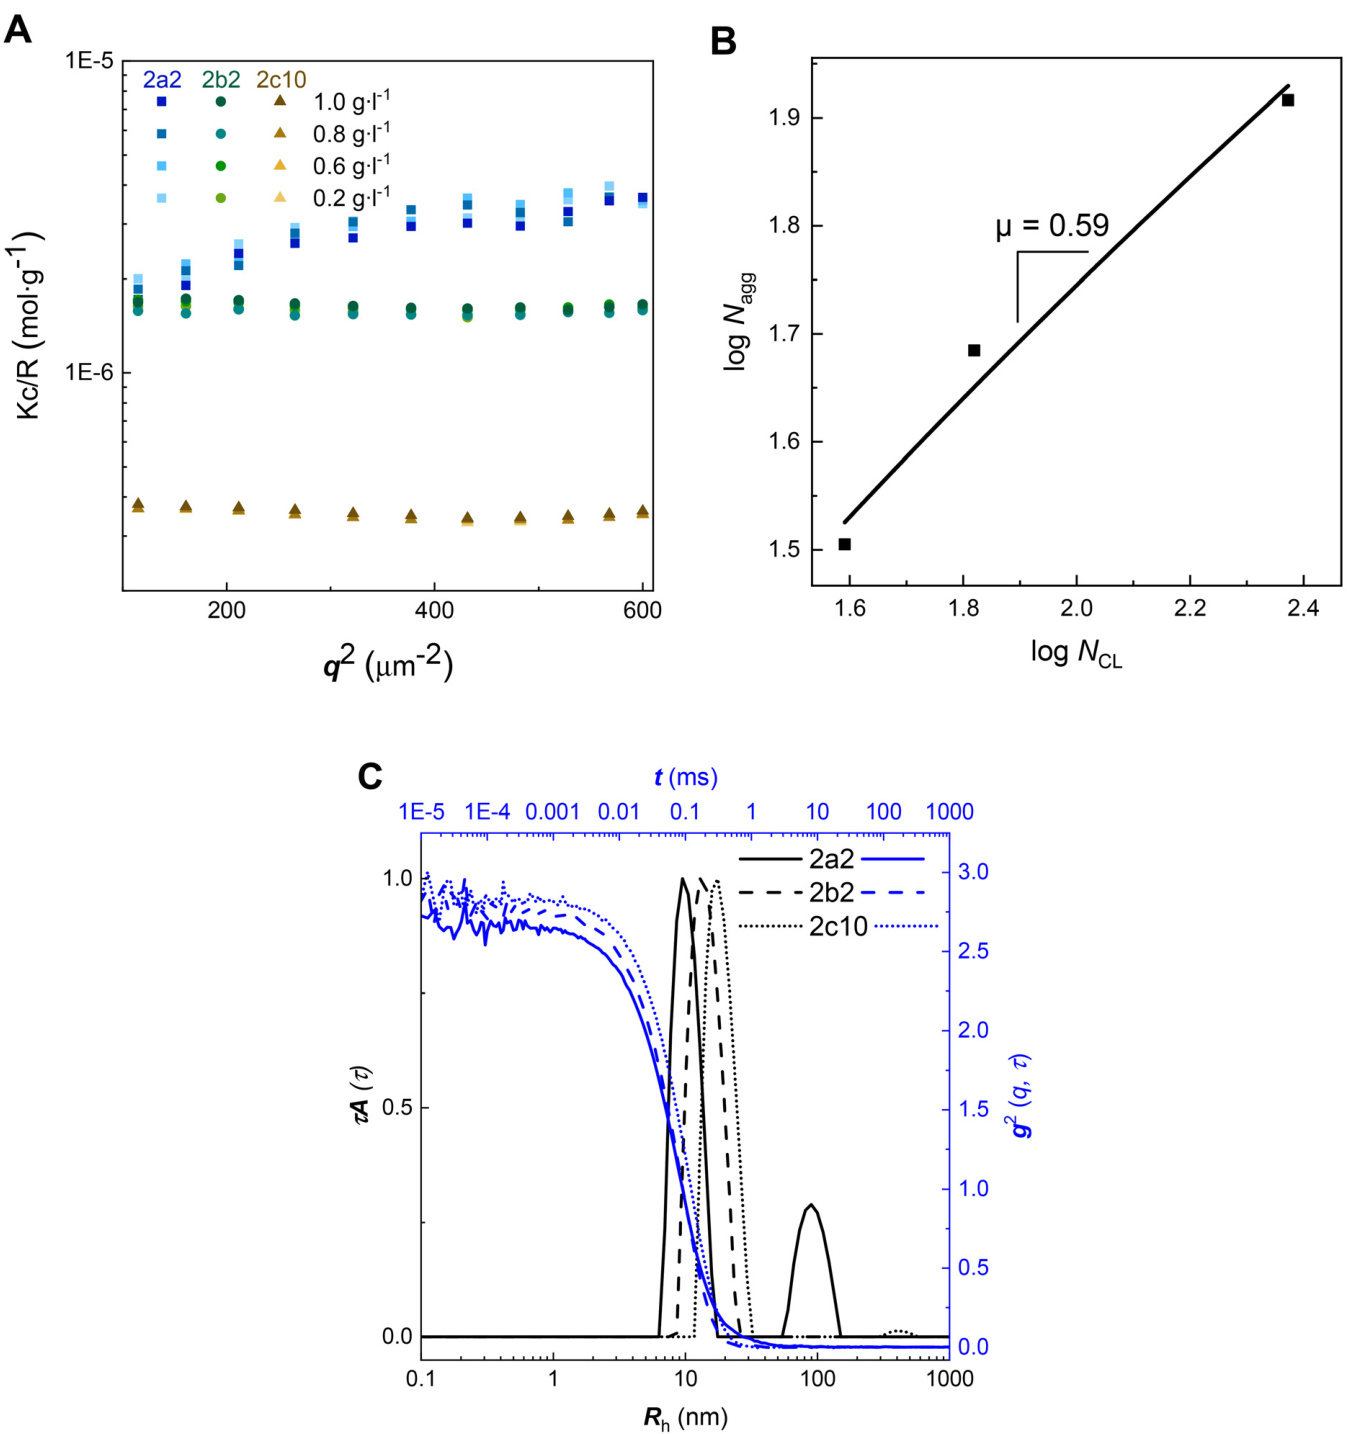 A
1E-5
2a2 2b2 2c10
1.0 g·l-1
0.8 g·l-1
0.6 g·l-1
0.2 g·l-1
1E-6
Kc/R (mol·g-1)
200 400 600
q2 (μm-2)
B
1.9
1.8
1.7
1.6
1.5
μ = 0.59
log Nagg
1.6 1.8 2.0 2.2 2.4
log NCL
C
t (ms)
1E-5 1E-4 0.001 0.01 0.1 1 10 100 1000
2a2
2b2
2c10
1.0
0.5
0.0
τA (τ)
3.0
2.5
2.0
1.5
1.0
0.5
0.0
g2 (q, τ)
0.1 1 10 100 1000
Rh (nm)